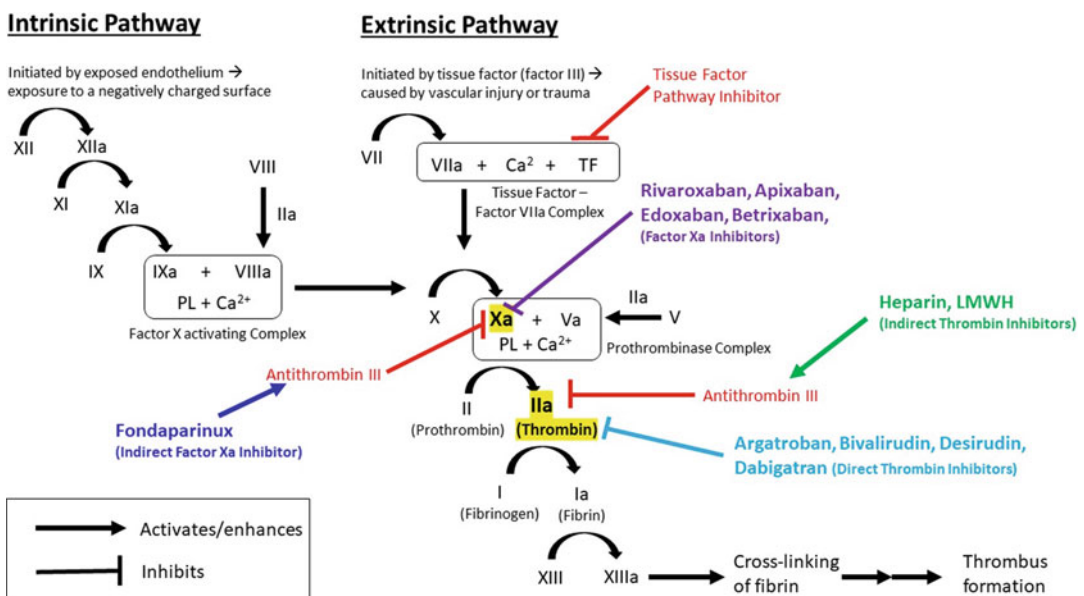 Intrinsic Pathway
Initiated by exposed endothelium →
exposure to a negatively charged surface
XII
XIIa
XI
XIa
IX
VIII
IIa
IXa + VIIIa
PL + Ca²⁺
Factor X activating Complex
Extrinsic Pathway
Initiated by tissue factor (factor III) →
caused by vascular injury or trauma
Tissue Factor
Pathway Inhibitor
VII
VIIa + Ca² + TF
Tissue Factor –
Factor VIIa Complex
Rivaroxaban, Apixaban,
Edoxaban, Betrixaban,
(Factor Xa Inhibitors)
X
Xa + Va
PL + Ca²⁺
IIa
V
Prothrombinase Complex
Heparin, LMWH
(Indirect Thrombin Inhibitors)
Antithrombin III
Fondaparinux
(Indirect Factor Xa Inhibitor)
II
(Prothrombin)
IIa
(Thrombin)
Antithrombin III
Argatroban, Bivalirudin, Desirudin,
Dabigatran (Direct Thrombin Inhibitors)
I
(Fibrinogen)
Ia
(Fibrin)
XIII
XIIIa
Cross-linking
of fibrin
Thrombus
formation
Activates/enhances
Inhibits